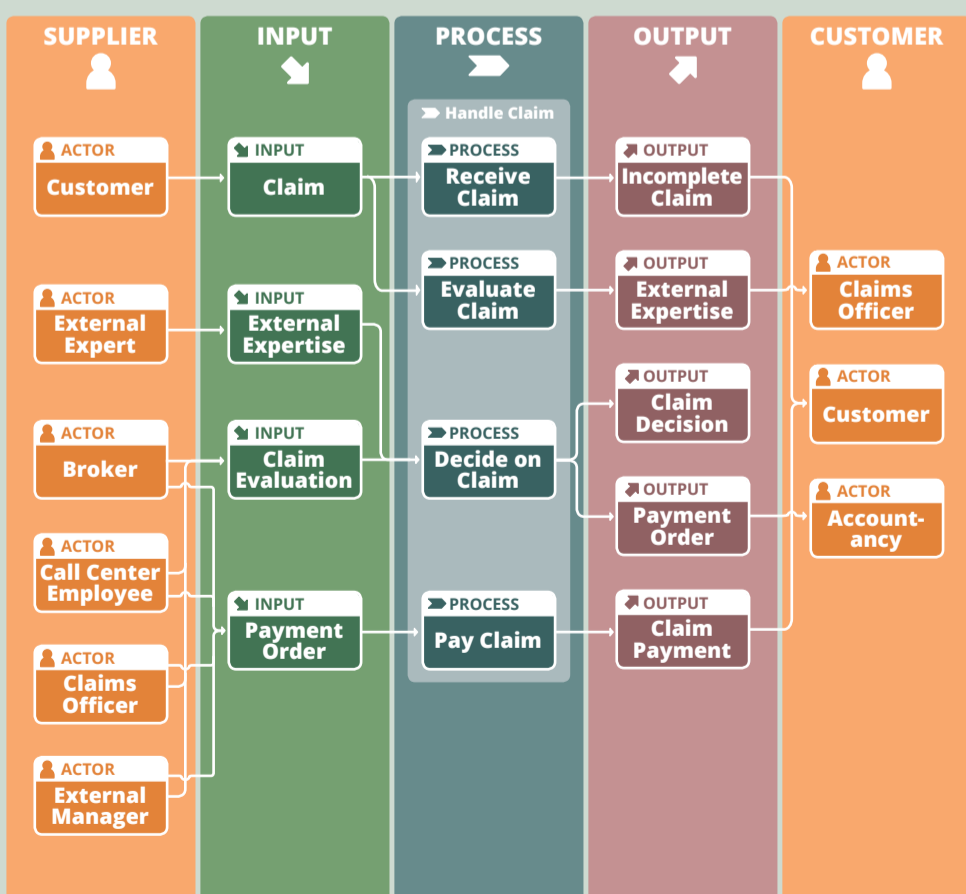 SUPPLIER
INPUT
PROCESS
OUTPUT
CUSTOMER
ACTOR
Customer
ACTOR
External
Expert
ACTOR
Broker
ACTOR
Call Center
Employee
ACTOR
Claims
Officer
ACTOR
External
Manager
INPUT
Claim
INPUT
External
Expertise
INPUT
Claim
Evaluation
INPUT
Payment
Order
Handle Claim
PROCESS
Receive
Claim
PROCESS
Evaluate
Claim
PROCESS
Decide on
Claim
PROCESS
Pay Claim
OUTPUT
Incomplete
Claim
OUTPUT
External
Expertise
OUTPUT
Claim
Decision
OUTPUT
Payment
Order
OUTPUT
Claim
Payment
ACTOR
Claims
Officer
ACTOR
Customer
ACTOR
Account-
ancy